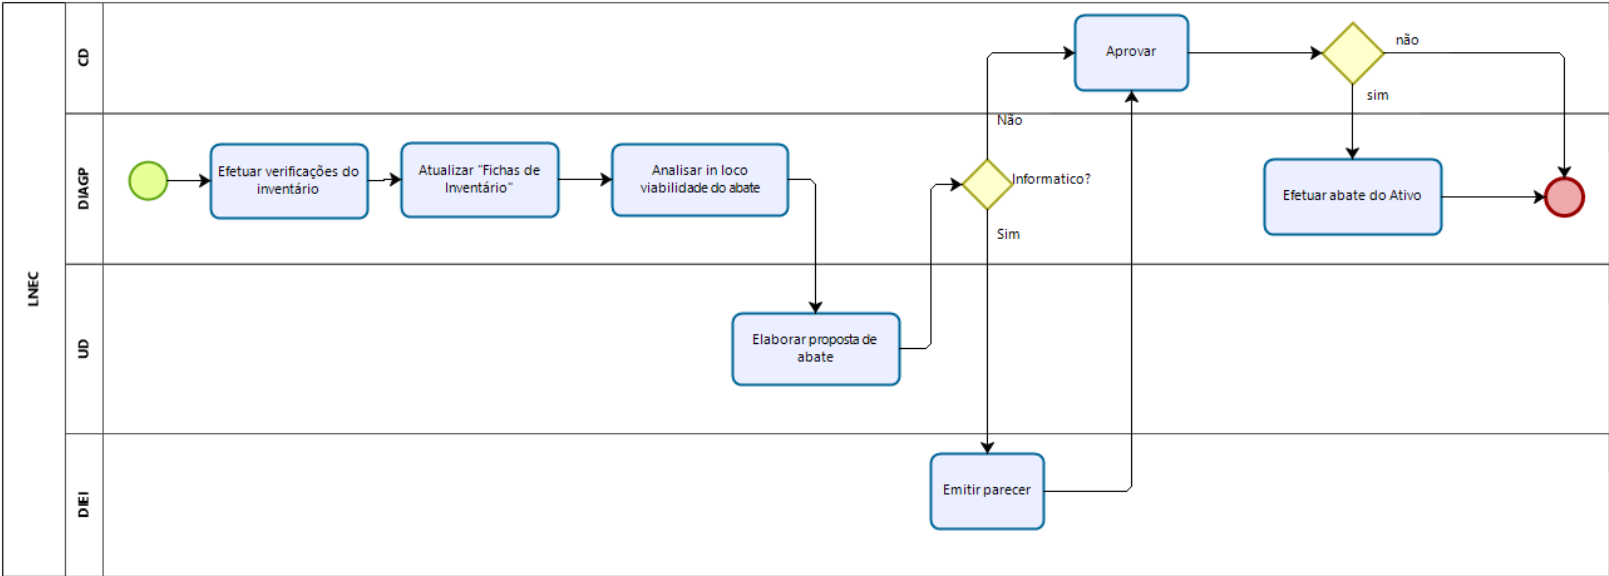 LNEC
CD
Aprovar
não
sim
DIAGP
Efetuar verificações do
inventário
Atualizar "Fichas de
Inventário"
Analisar in loco
viabilidade do abate
Não
Informatico?
Sim
Efetuar abate do Ativo
UD
Elaborar proposta de
abate
DIEI
Emitir parecer